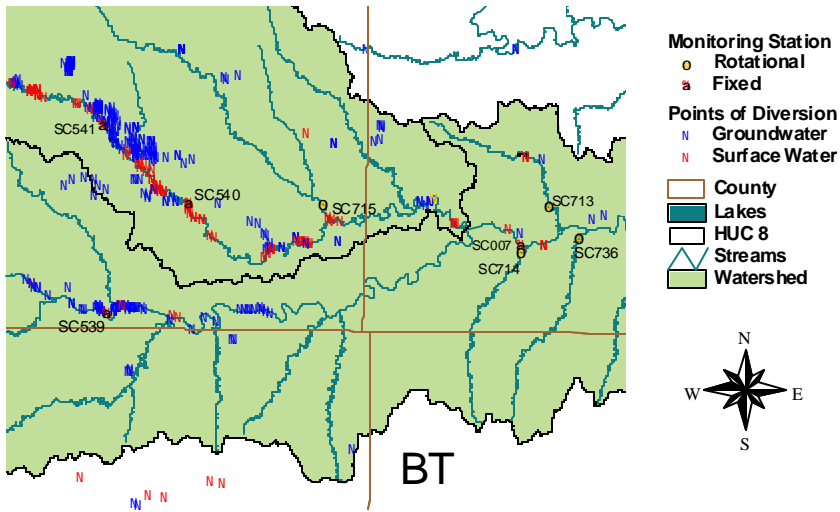 SC541
SC540
SC715
SC713
SC007
SC714
SC736
SC539
BT
Monitoring Station
o Rotational
a Fixed
Points of Diversion
N Groundwater
N Surface Water
County
Lakes
HUC 8
Streams
Watershed
N
W E
S